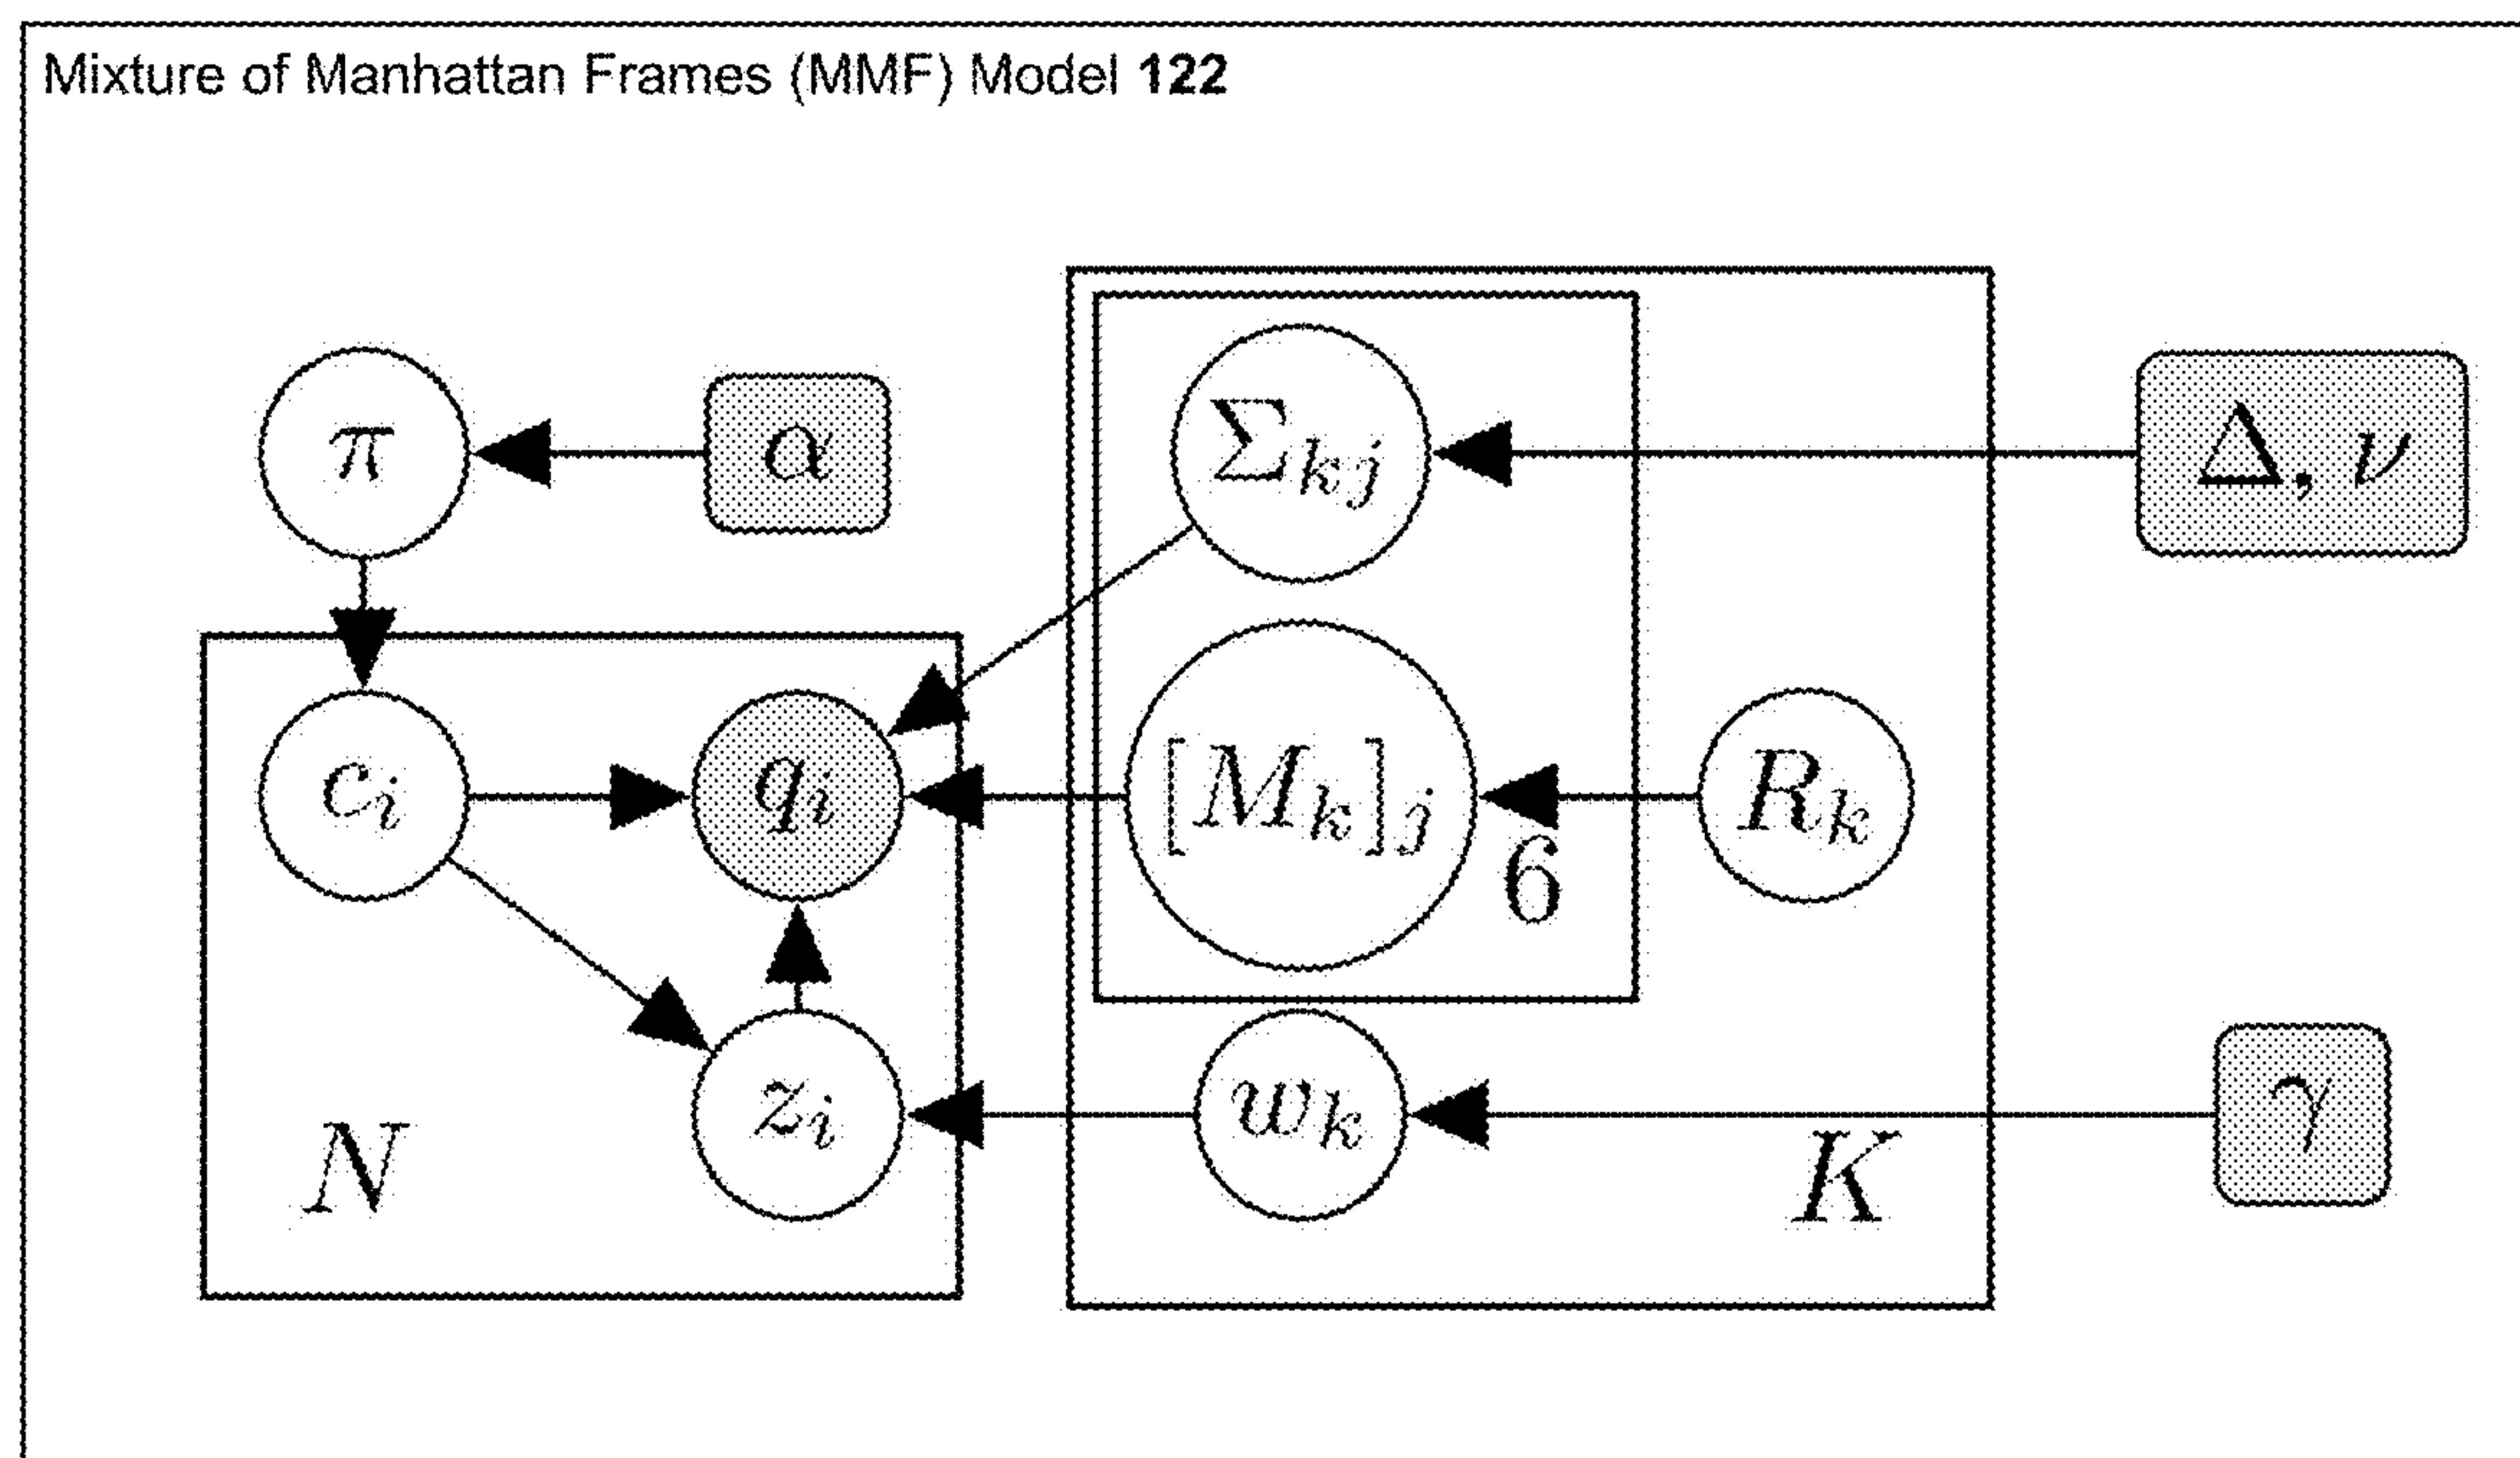 Mixture of Manhattan Frames (MMF) Model 122
π
α
Σkj
Δ, ν
ci
qi
[Mk]j
Rk
6
zi
wk
γ
N
K